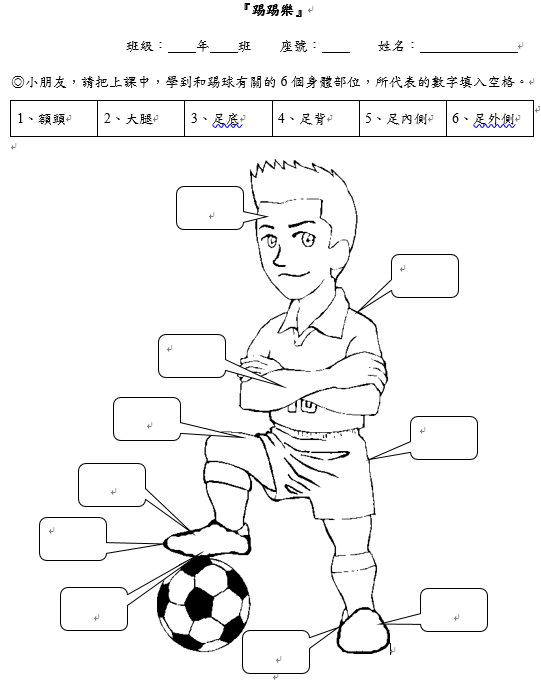 『踢踢樂』
班級：____年____班 座號：____ 姓名：______________
◎小朋友，請把上課中，學到和踢球有關的 6 個身體部位，所代表的數字填入空格。
1、額頭 2、大腿 3、足底 4、足背 5、足內側 6、足外側
10